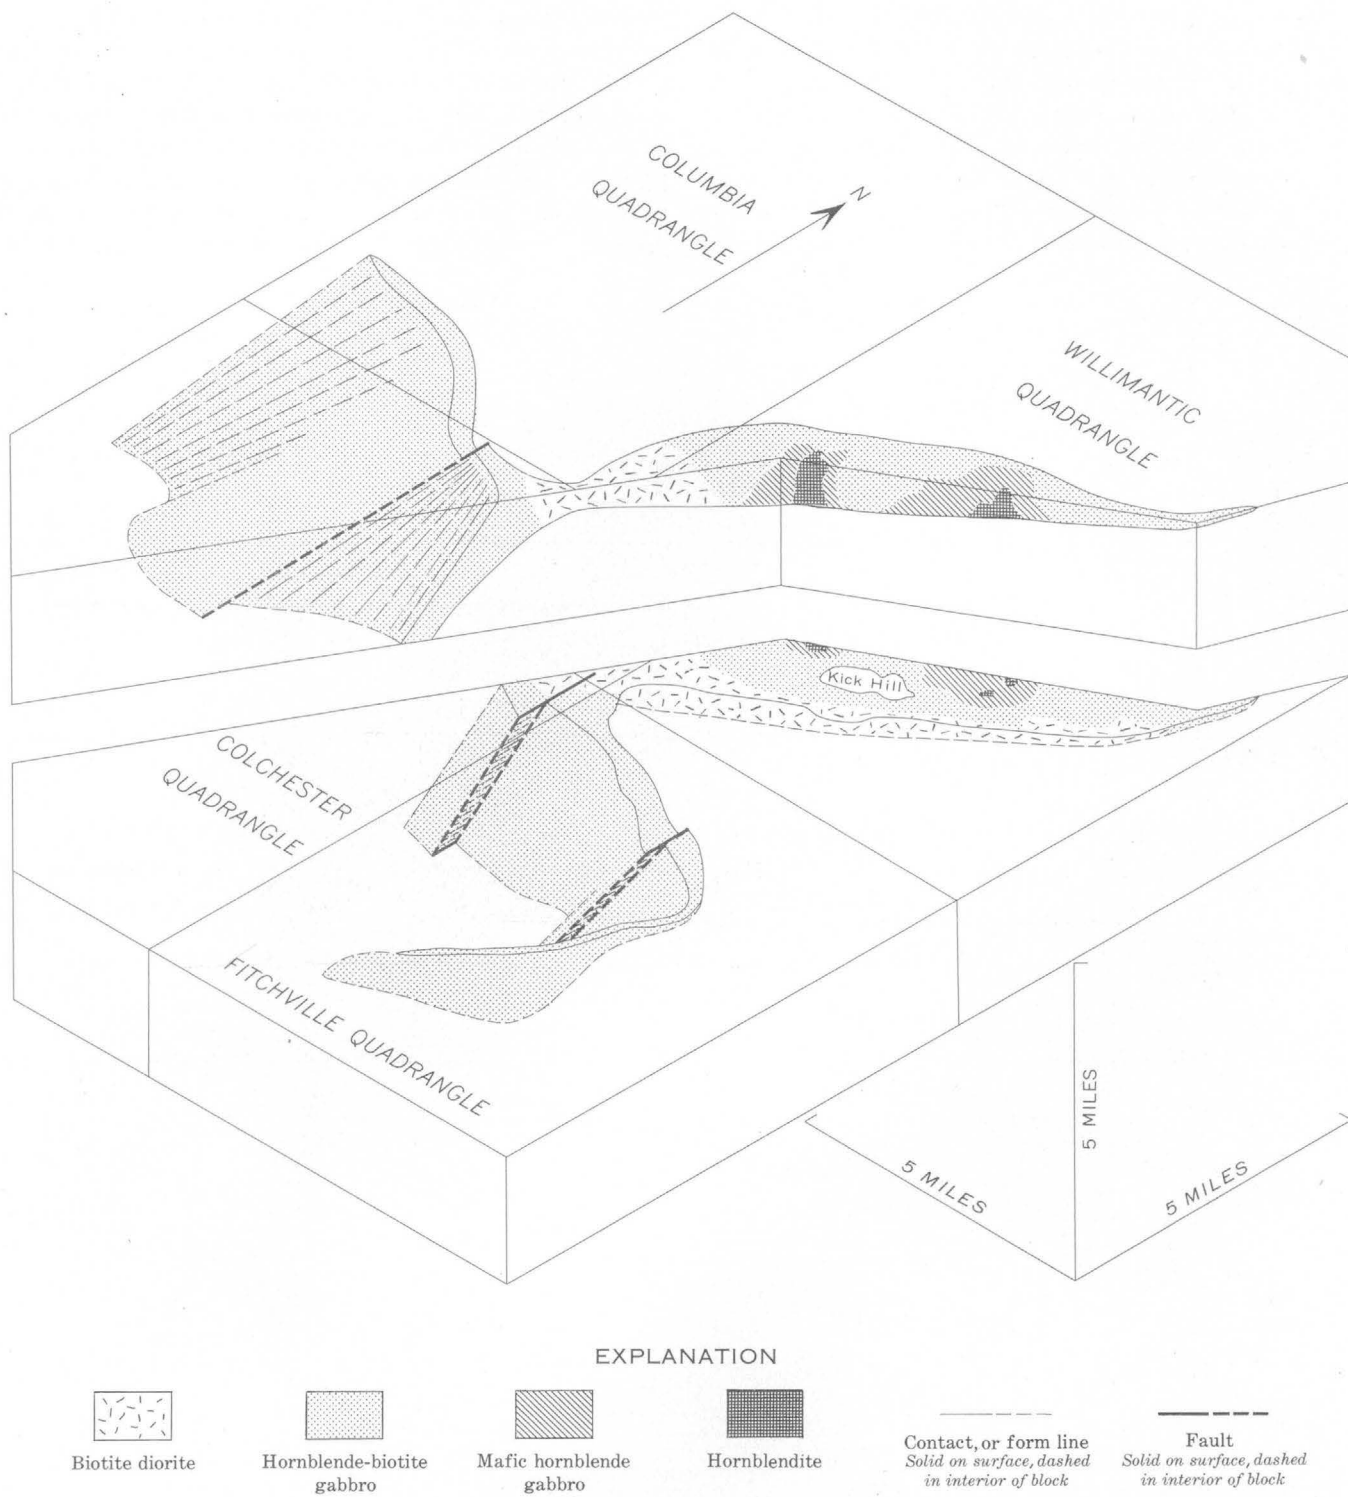 COLUMBIA
QUADRANGLE
N
WILLIMANTIC
QUADRANGLE
Kick Hill
COLCHESTER
QUADRANGLE
FITCHVILLE QUADRANGLE
5 MILES
5 MILES
5 MILES
EXPLANATION
Biotite diorite
Hornblende-biotite
gabbro
Mafic hornblende
gabbro
Hornblendite
Contact, or form line
Solid on surface, dashed
in interior of block
Fault
Solid on surface, dashed
in interior of block